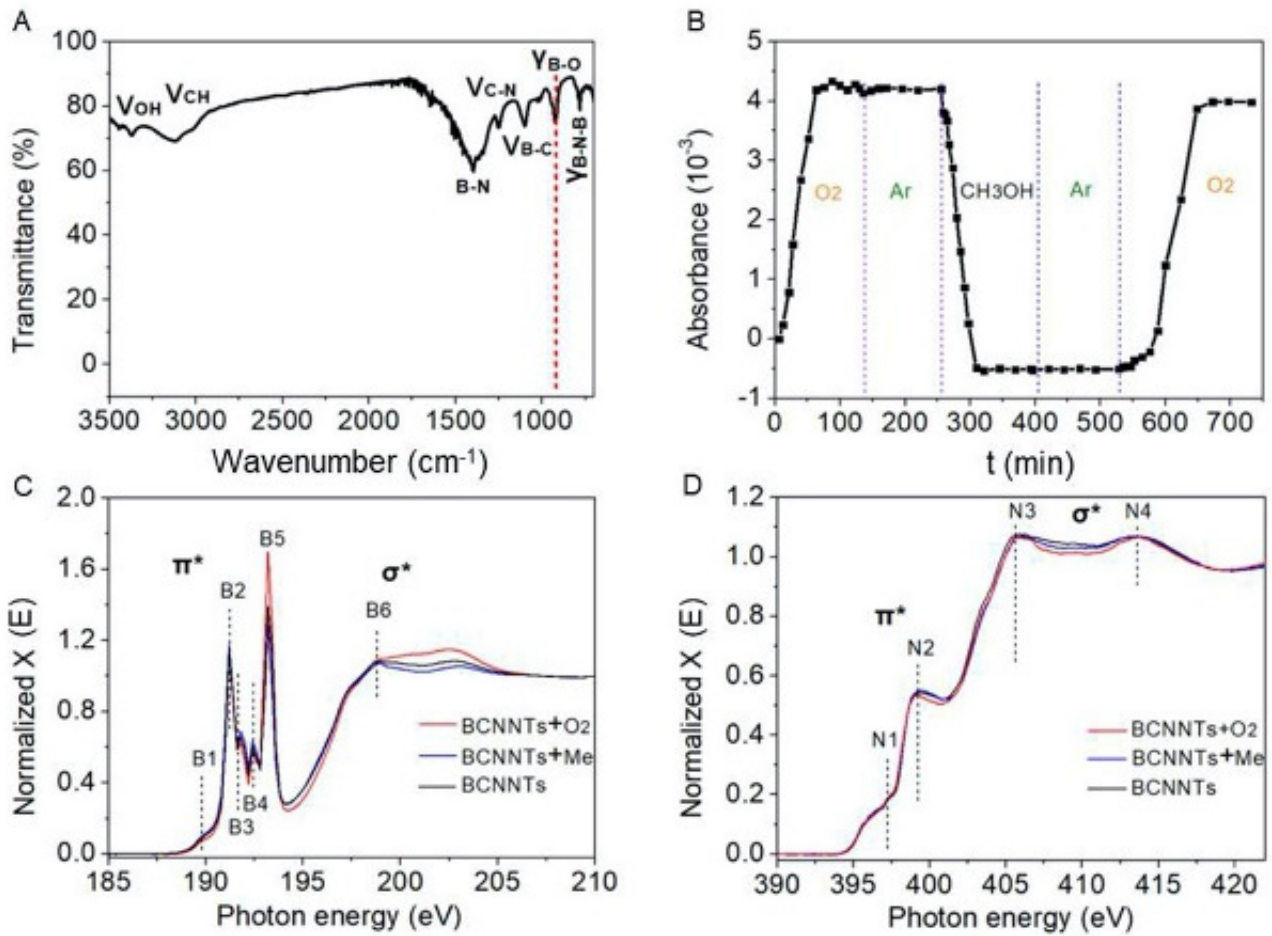 A
100
80
60
40
20
0
Transmittance (%)
VOH
VCH
B-N
VC-N
VB-C
γB-O
γB-N-B
3500 3000 2500 2000 1500 1000
Wavenumber (cm-1)
B
5
4
3
2
1
0
-1
Absorbance (10-3)
O2
Ar
CH3OH
Ar
O2
0 100 200 300 400 500 600 700
t (min)
C
2.0
1.6
1.2
0.8
0.4
0.0
Normalized X (E)
π*
B1
B2
B3
B4
B5
σ*
B6
BCNNTs+O2
BCNNTs+Me
BCNNTs
185 190 195 200 205 210
Photon energy (eV)
D
1.2
1.0
0.8
0.6
0.4
0.2
0.0
Normalized X (E)
N1
π*
N2
N3
σ*
N4
BCNNTs+O2
BCNNTs+Me
BCNNTs
390 395 400 405 410 415 420
Photon energy (eV)